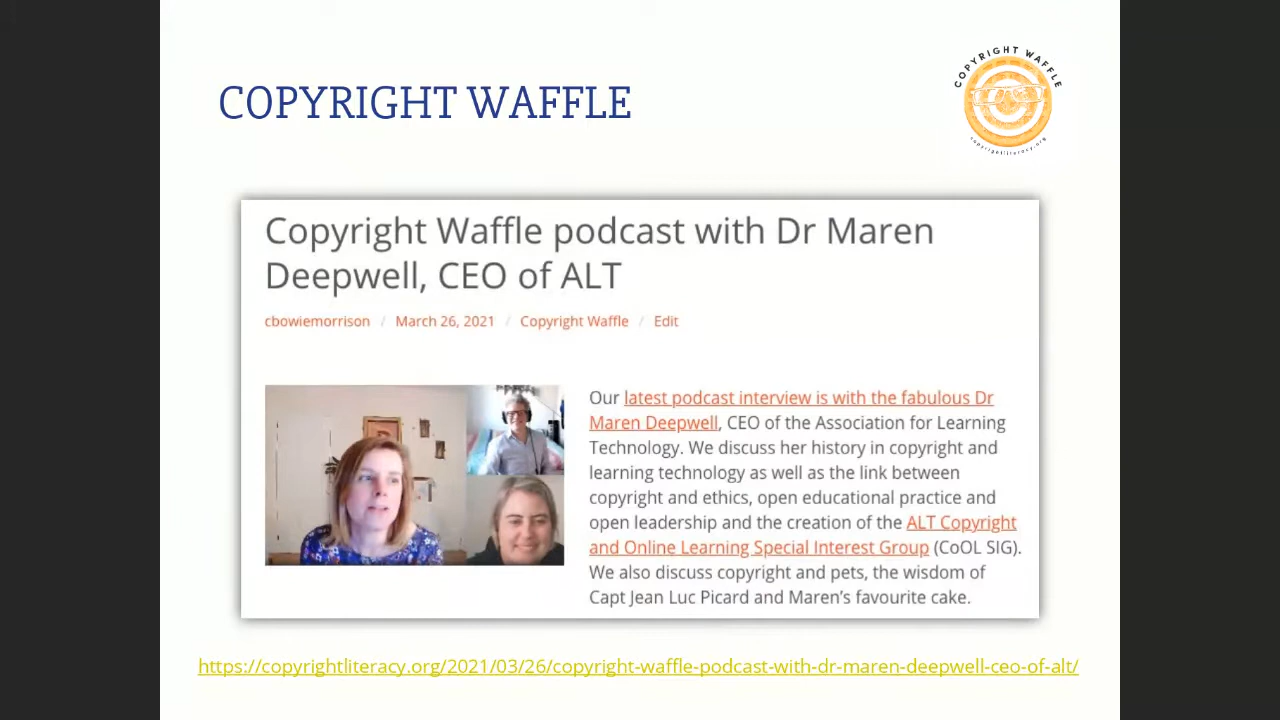 COPYRIGHT WAFFLE
COPYRIGHT WAFFLE
copyrightliteracy.org
Copyright Waffle podcast with Dr Maren
Deepwell, CEO of ALT
cbowiemorrison / March 26, 2021 / Copyright Waffle / Edit
Our latest podcast interview is with the fabulous Dr
Maren Deepwell, CEO of the Association for Learning
Technology. We discuss her history in copyright and
learning technology as well as the link between
copyright and ethics, open educational practice and
open leadership and the creation of the ALT Copyright
and Online Learning Special Interest Group (CoOL SIG).
We also discuss copyright and pets, the wisdom of
Capt Jean Luc Picard and Maren's favourite cake.
https://copyrightliteracy.org/2021/03/26/copyright-waffle-podcast-with-dr-maren-deepwell-ceo-of-alt/